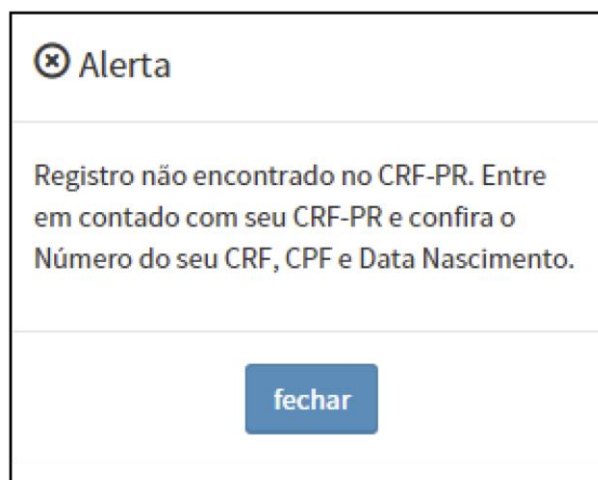 Alerta
Registro não encontrado no CRF-PR. Entre
em contado com seu CRF-PR e confira o
Número do seu CRF, CPF e Data Nascimento.
fechar